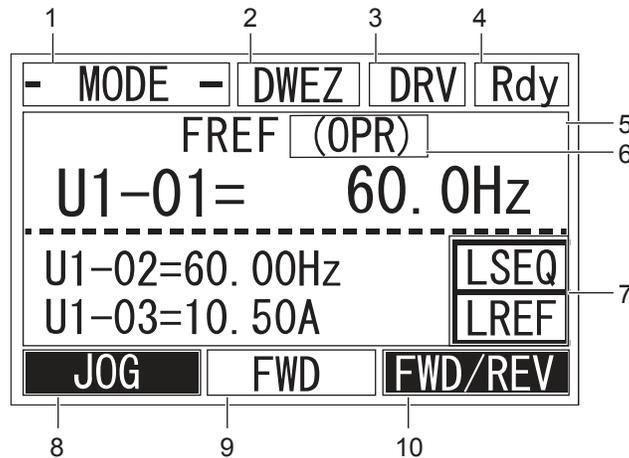 1 2 3 4
- MODE - DWEZ DRV Rdy
5
FREF (OPR)
6
U1-01= 60.0Hz
U1-02=60.00Hz LSEQ
7
U1-03=10.50A LREF
JOG FWD FWD/REV
8 9 10